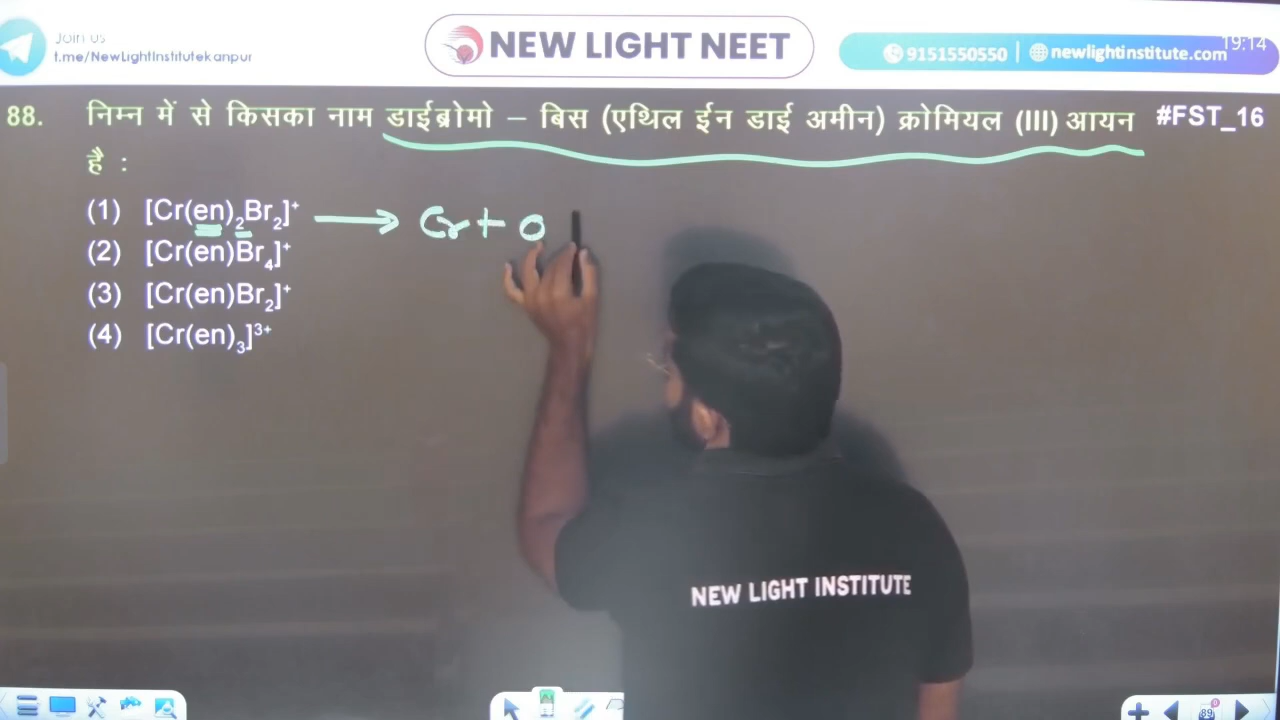 Join us
t.me/NewLightInstitutekanpur
NEW LIGHT NEET
9151550550 | newlightinstitute.com
19:14
88. निम्न में से किसका नाम डाईब्रोमो – बिस (एथिल ईन डाई अमीन) क्रोमियल (III) आयन #FST_16
है :
(1) [Cr(en)₂Br₂]⁺ ⟶ Cr + 0
(2) [Cr(en)Br₄]⁺
(3) [Cr(en)Br₂]⁺
(4) [Cr(en)₃]³⁺
NEW LIGHT INSTITUTE
89